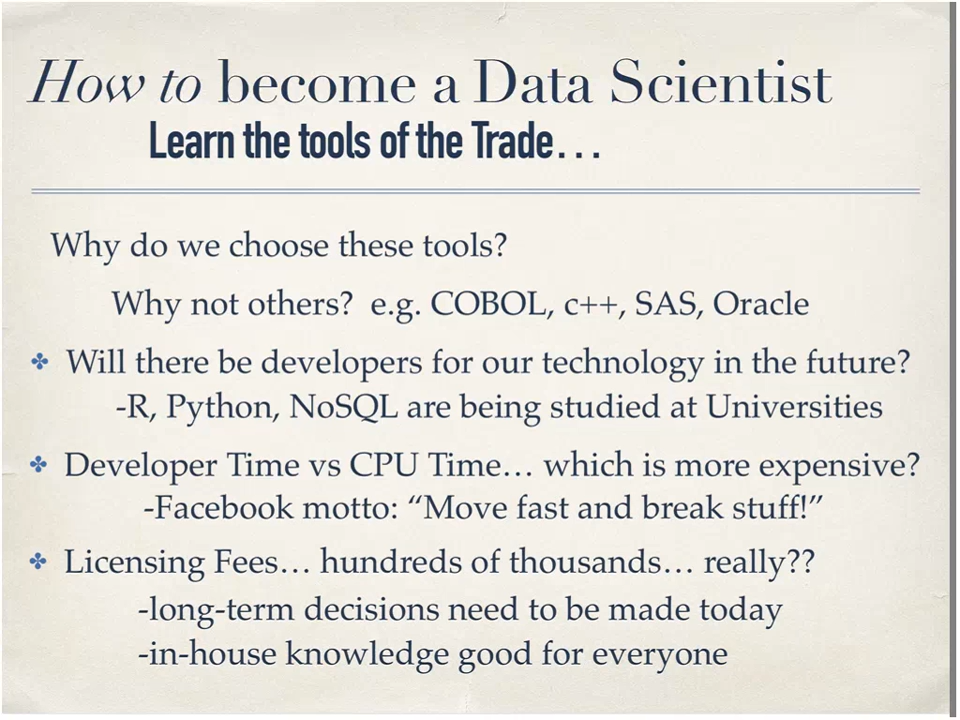 How to become a Data Scientist
Learn the tools of the Trade…
Why do we choose these tools?
Why not others?  e.g. COBOL, c++, SAS, Oracle
✤ Will there be developers for our technology in the future?
-R, Python, NoSQL are being studied at Universities
✤ Developer Time vs CPU Time… which is more expensive?
-Facebook motto: “Move fast and break stuff!”
✤ Licensing Fees… hundreds of thousands… really??
-long-term decisions need to be made today
-in-house knowledge good for everyone